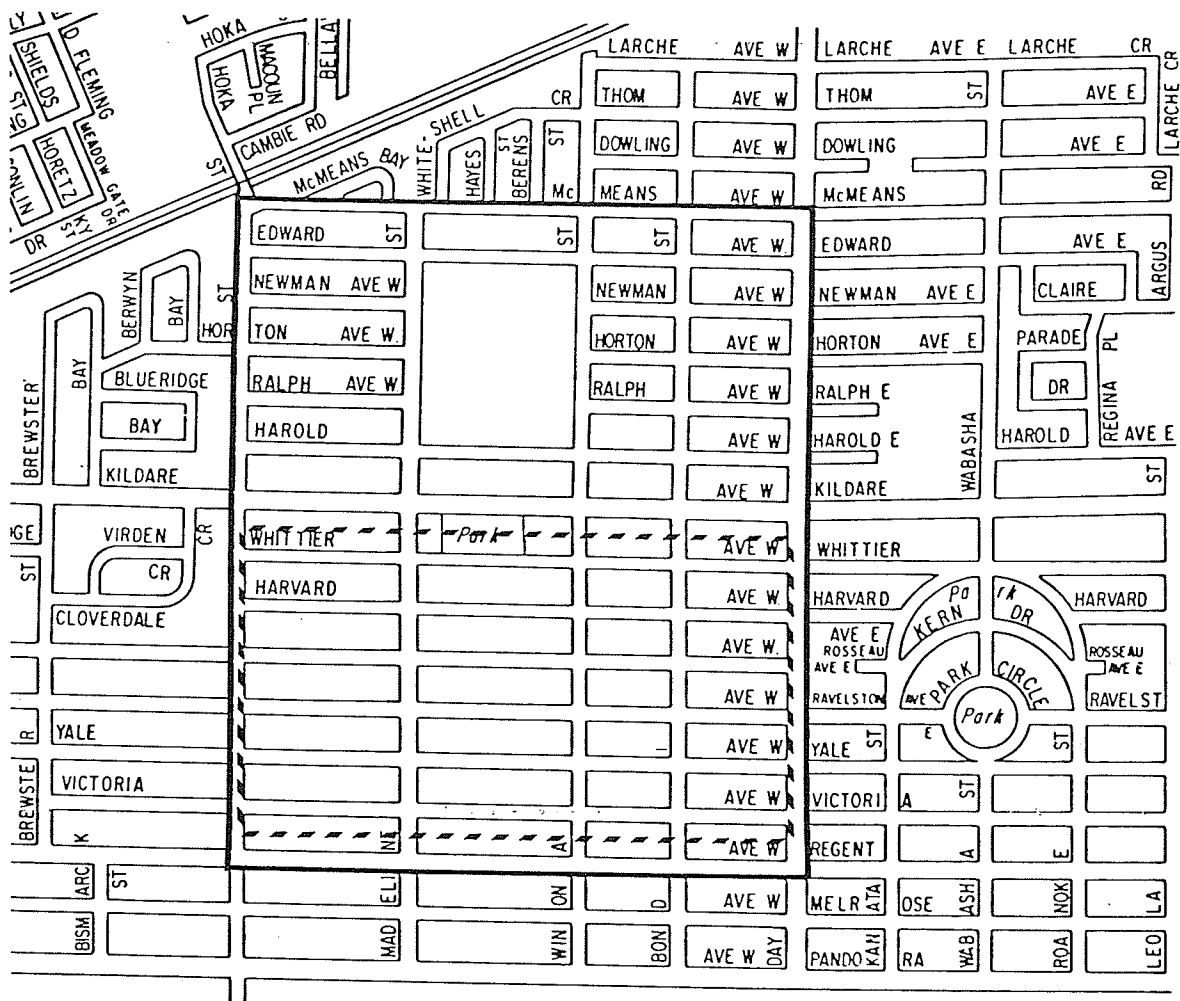 LY
D FLEMING
HOKA
BELLA
LARCHE AVE W LARCHE AVE E LARCHE CR
SHIELDS
HOKA
MACOUN PL
LARCHE CR
CR THOM AVE W THOM ST AVE E
ST
NG
MEADOW GATE DR
CAMBIE RD
WHITE-SHELL
ST
DOWLING AVE W DOWLING AVE E
HORETZ
ST
McMEANS BAY
HAYES
ST BERENS
Mc MEANS AVE W McMEANS
RD
ONLIN
DR
KY ST
EDWARD ST ST ST AVE W EDWARD AVE E
ARGUS
BERWYN BAY
ST
NEWMAN AVE W NEWMAN AVE W NEWMAN AVE E CLAIRE
HOR TON AVE W. HORTON AVE W HORTON AVE E PARADE
PL
BAY
BLUERIDGE RALPH AVE W RALPH AVE W RALPH E DR
REGINA
BREWSTER
BAY HAROLD AVE W HAROLD E HAROLD AVE E
WABASHA
KILDARE AVE W KILDARE ST
GE
VIRDEN CR WHITTIER Park AVE W WHITTIER
ST
CR HARVARD AVE W HARVARD Pa rk HARVARD
KERN DR
CLOVERDALE AVE W. AVE E
ROSSEAU AVE E ROSSEAU AVE E
AVE W RAVELSTON AVE PARK CIRCLE RAVELST
Park
R YALE AVE W YALE ST E ST
BREWSTE
VICTORIA AVE W VICTORI A ST
K NE A AVE W REGENT A E
ARC ST ELI ON D AVE W MELR ATA OSE ASH NOK LA
BISM MAD WIN BON AVE W DAY PANDO KAN RA WAB ROA LEO